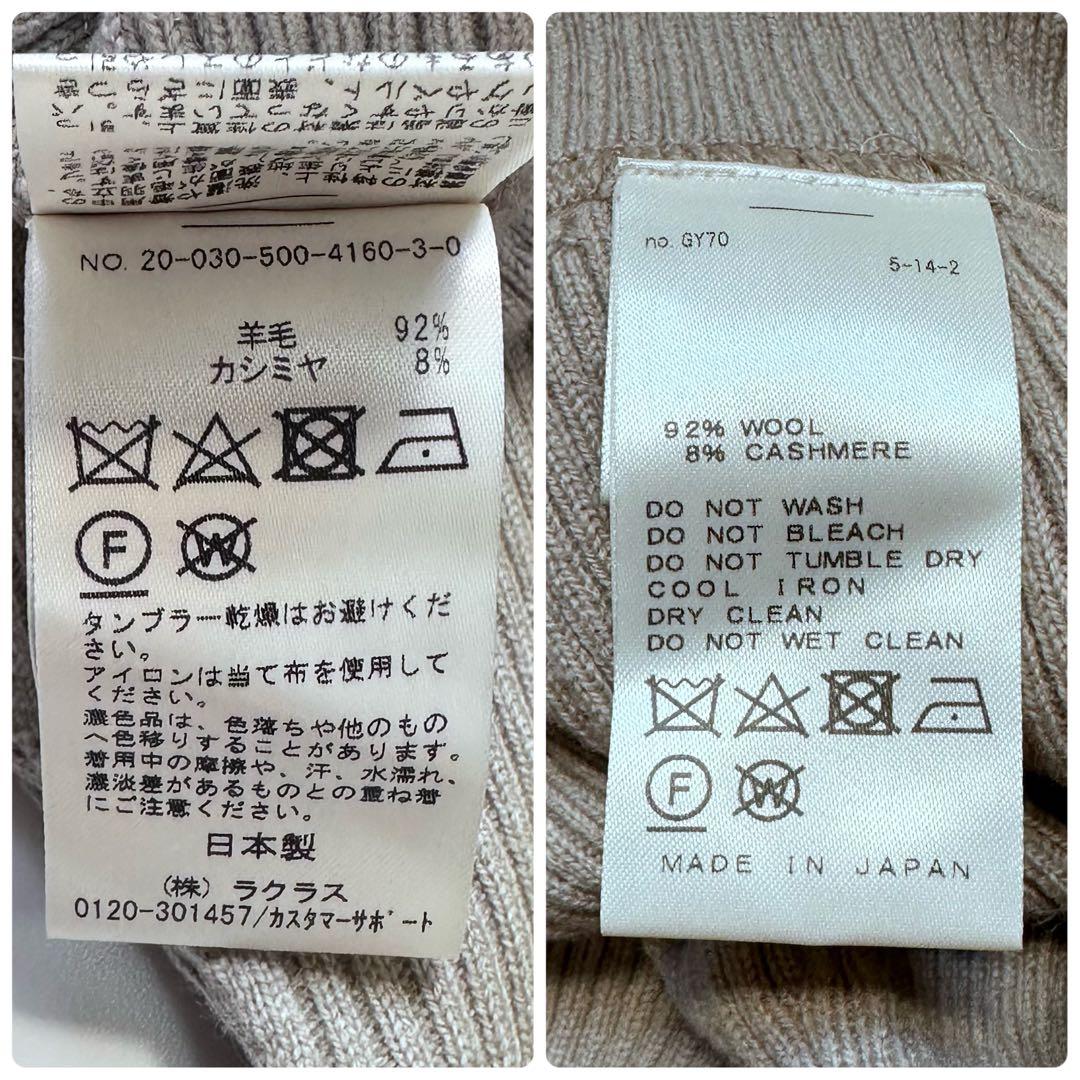 NO. 20-030-500-4160-3-0
羊毛 92%
カシミヤ 8%
F
W
タンブラー乾燥はお避けくだ
さい。
アイロンは当て布を使用して
ください。
濃色品は、色落ちや他のもの
へ色移りすることがあります。
着用中の摩擦や、汗、水濡れ、
濃淡差があるものとの重ね着
にご注意ください。
日本製
(株) ラクラス
0120-301457/カスタマーサポート
no. GY70
5-14-2
92% WOOL
8% CASHMERE
DO NOT WASH
DO NOT BLEACH
DO NOT TUMBLE DRY
COOL IRON
DRY CLEAN
DO NOT WET CLEAN
F
W
MADE IN JAPAN